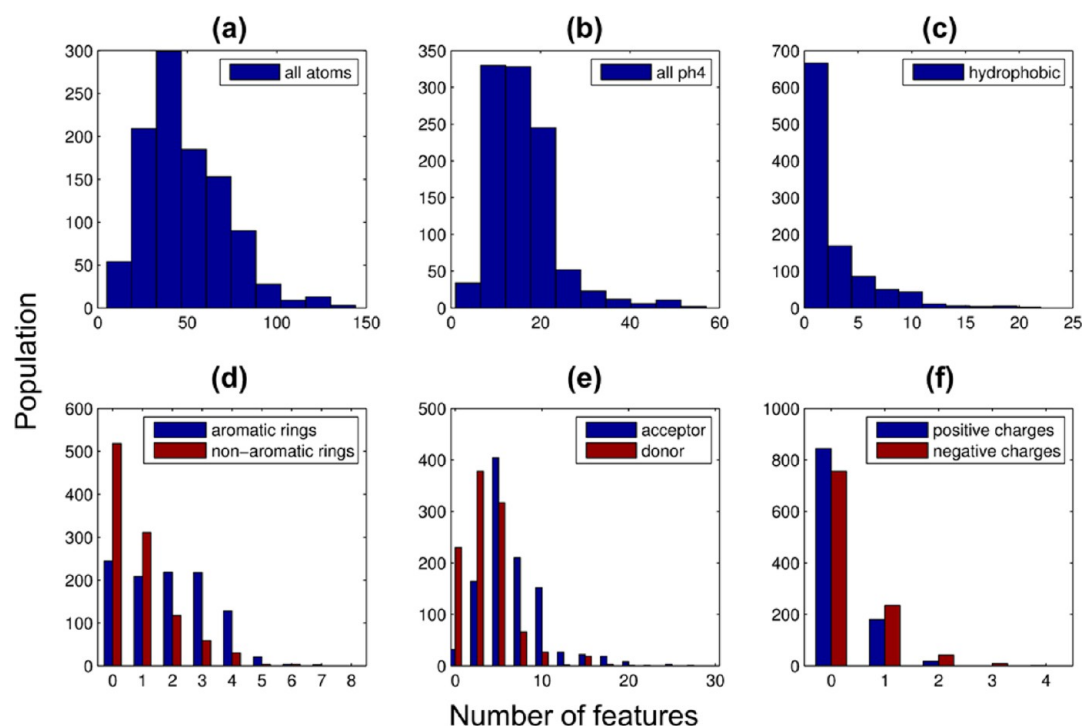 (a)
300
250
200
150
100
50
0
0 50 100 150
all atoms
(b)
350
300
250
200
150
100
50
0
0 20 40 60
all ph4
(c)
700
600
500
400
300
200
100
0
0 5 10 15 20 25
hydrophobic
Population
(d)
600
500
400
300
200
100
0
0 1 2 3 4 5 6 7 8
aromatic rings
non-aromatic rings
(e)
500
400
300
200
100
0
0 10 20 30
acceptor
donor
(f)
1000
800
600
400
200
0
0 1 2 3 4
positive charges
negative charges
Number of features